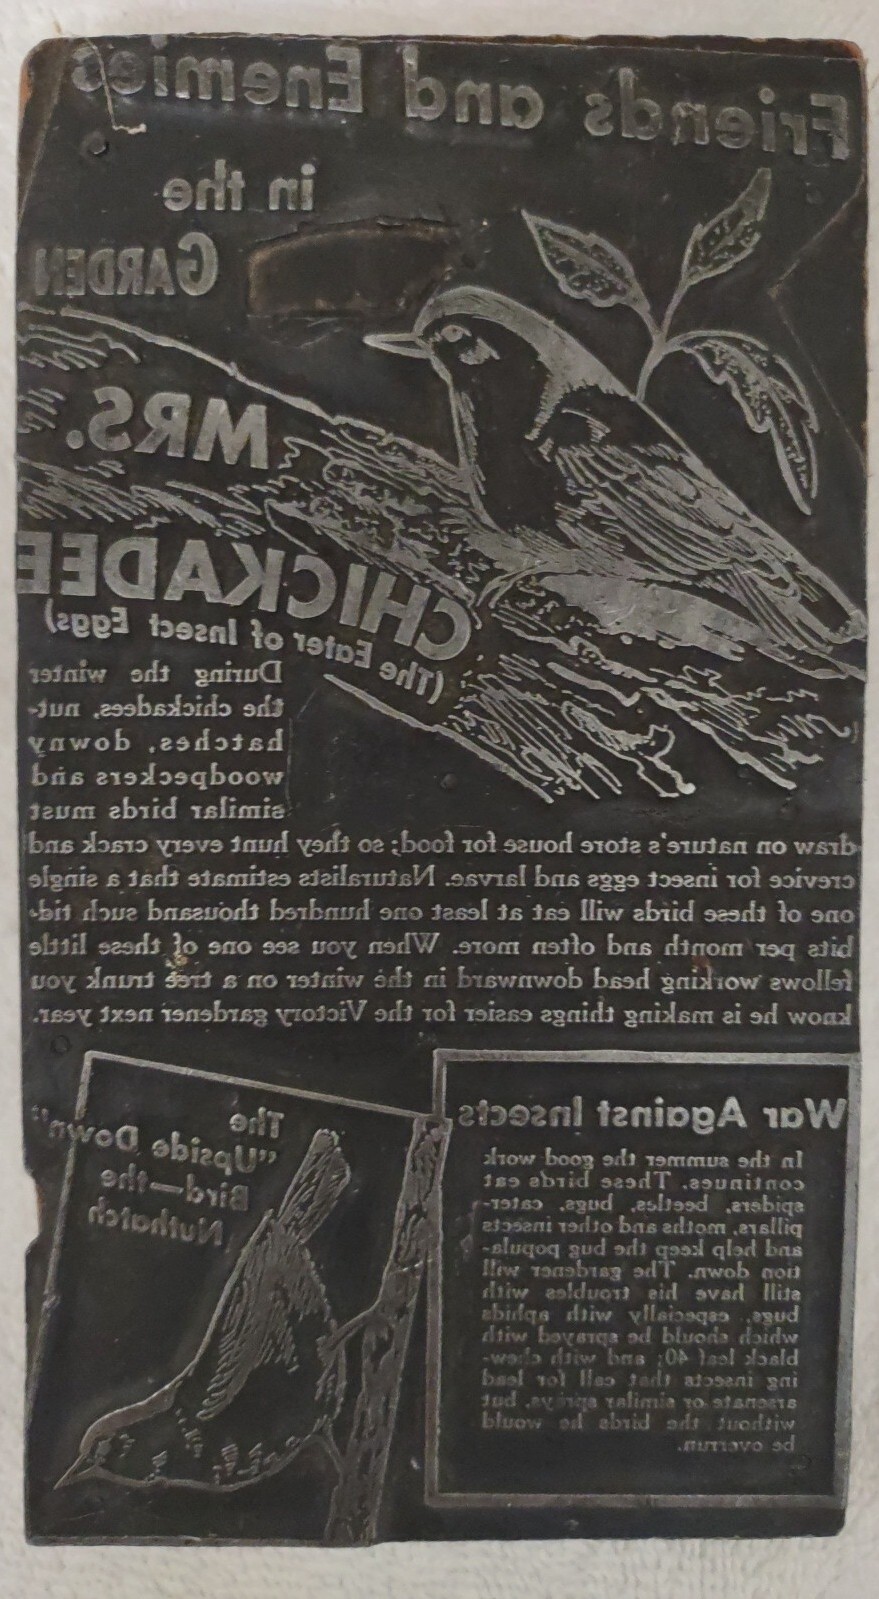 Friends and Enemies
in the
GARDEN
MRS.
CHICKADEE
(The Eater of Insect Eggs)
During the winter
the chickadees, nut-
hatches, downy
woodpeckers and
similar birds must
draw on nature's store house for food; so they hunt every crack and
crevice for insect eggs and larvae. Naturalists estimate that a single
one of these birds will eat at least one hundred thousand such tid-
bits per month and often more. When you see one of these little
fellows working head downward in the winter on a tree trunk you
know he is making things easier for the Victory gardener next year.
War Against Insects
In the summer the good work
continues. These birds eat
spiders, beetles, bugs, cater-
pillars, moths and other insects
and help keep the bug popula-
tion down. The gardener will
still have his troubles with
bugs, especially with aphids
which should be sprayed with
black leaf 40; and with chew-
ing insects that call for lead
arsenate or similar sprays, but
without the birds he would
be overrun.
The
"Upside Down"
Bird—the
Nuthatch